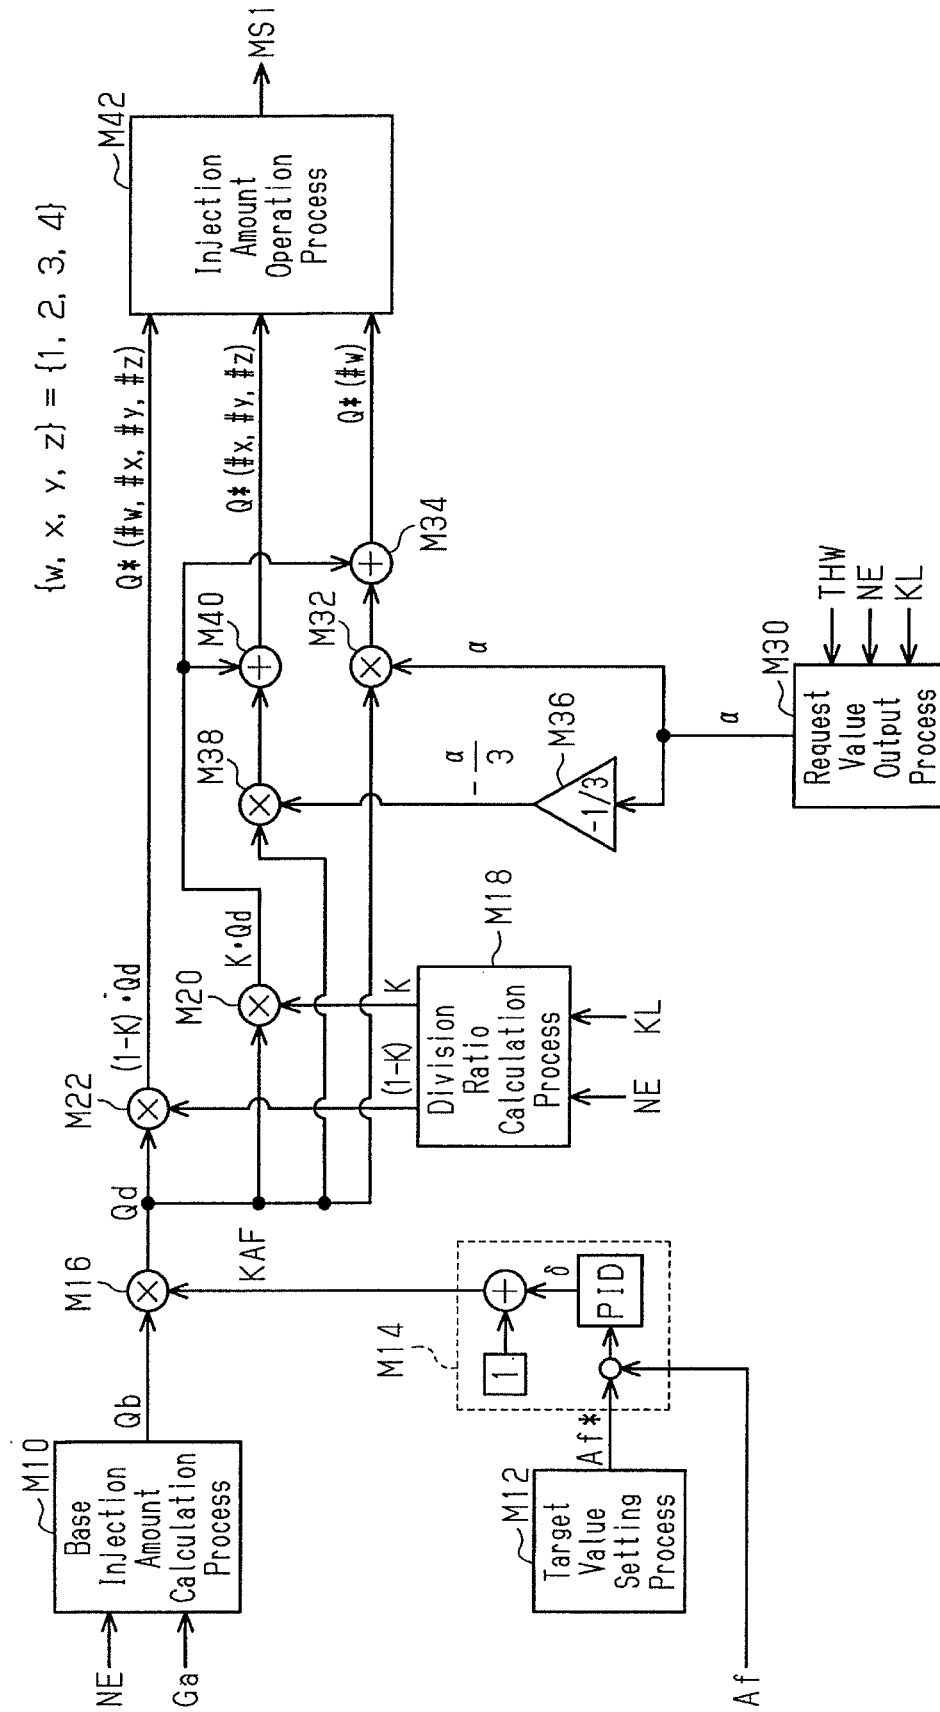 {w, x, y, z} = {1, 2, 3, 4}
NE
Ga
M10
Base
Injection
Amount
Calculation
Process
Qb
M16
Qd
M22
(1-K)·Qd
Q*(#w, #x, #y, #z)
M42
Injection
Amount
Operation
Process
MS1
KAF
M20
K·Qd
M38
M40
Q*(#x, #y, #z)
M32
M34
Q*(#w)
(1-K)
K
M18
Division
Ratio
Calculation
Process
NE
KL
-α/3
M36
-1/3
α
α
M30
Request
Value
Output
Process
THW
NE
KL
M14
1
δ
PID
M12
Target
Value
Setting
Process
Af*
Af